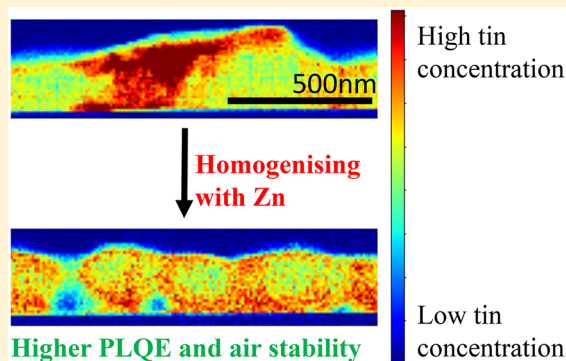 High tin
concentration
500nm
Homogenising
with Zn
Low tin
concentration
Higher PLQE and air stability